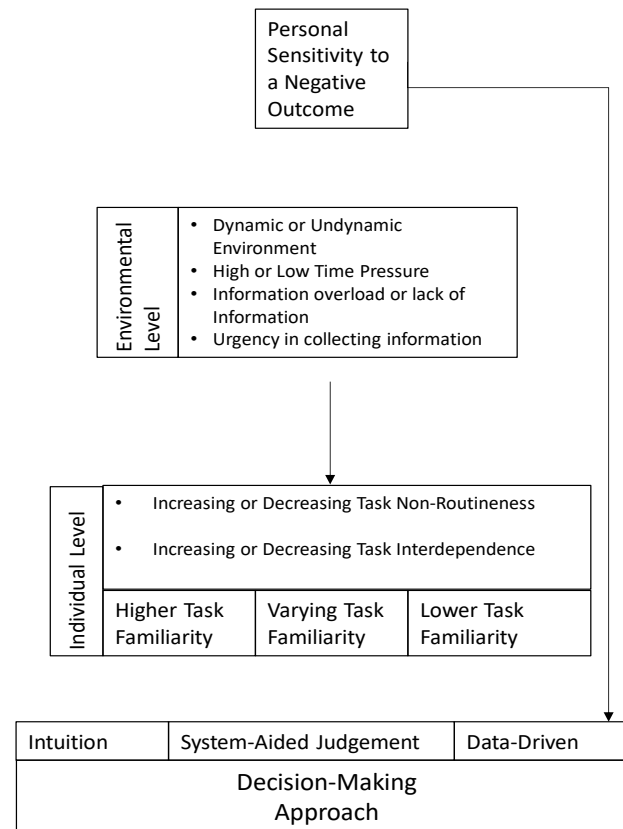 Personal
Sensitivity to
a Negative
Outcome
Environmental
Level
• Dynamic or Undynamic
Environment
• High or Low Time Pressure
• Information overload or lack of
Information
• Urgency in collecting information
Individual Level
• Increasing or Decreasing Task Non-Routineness
• Increasing or Decreasing Task Interdependence
Higher Task
Familiarity
Varying Task
Familiarity
Lower Task
Familiarity
Intuition
System-Aided Judgement
Data-Driven
Decision-Making
Approach